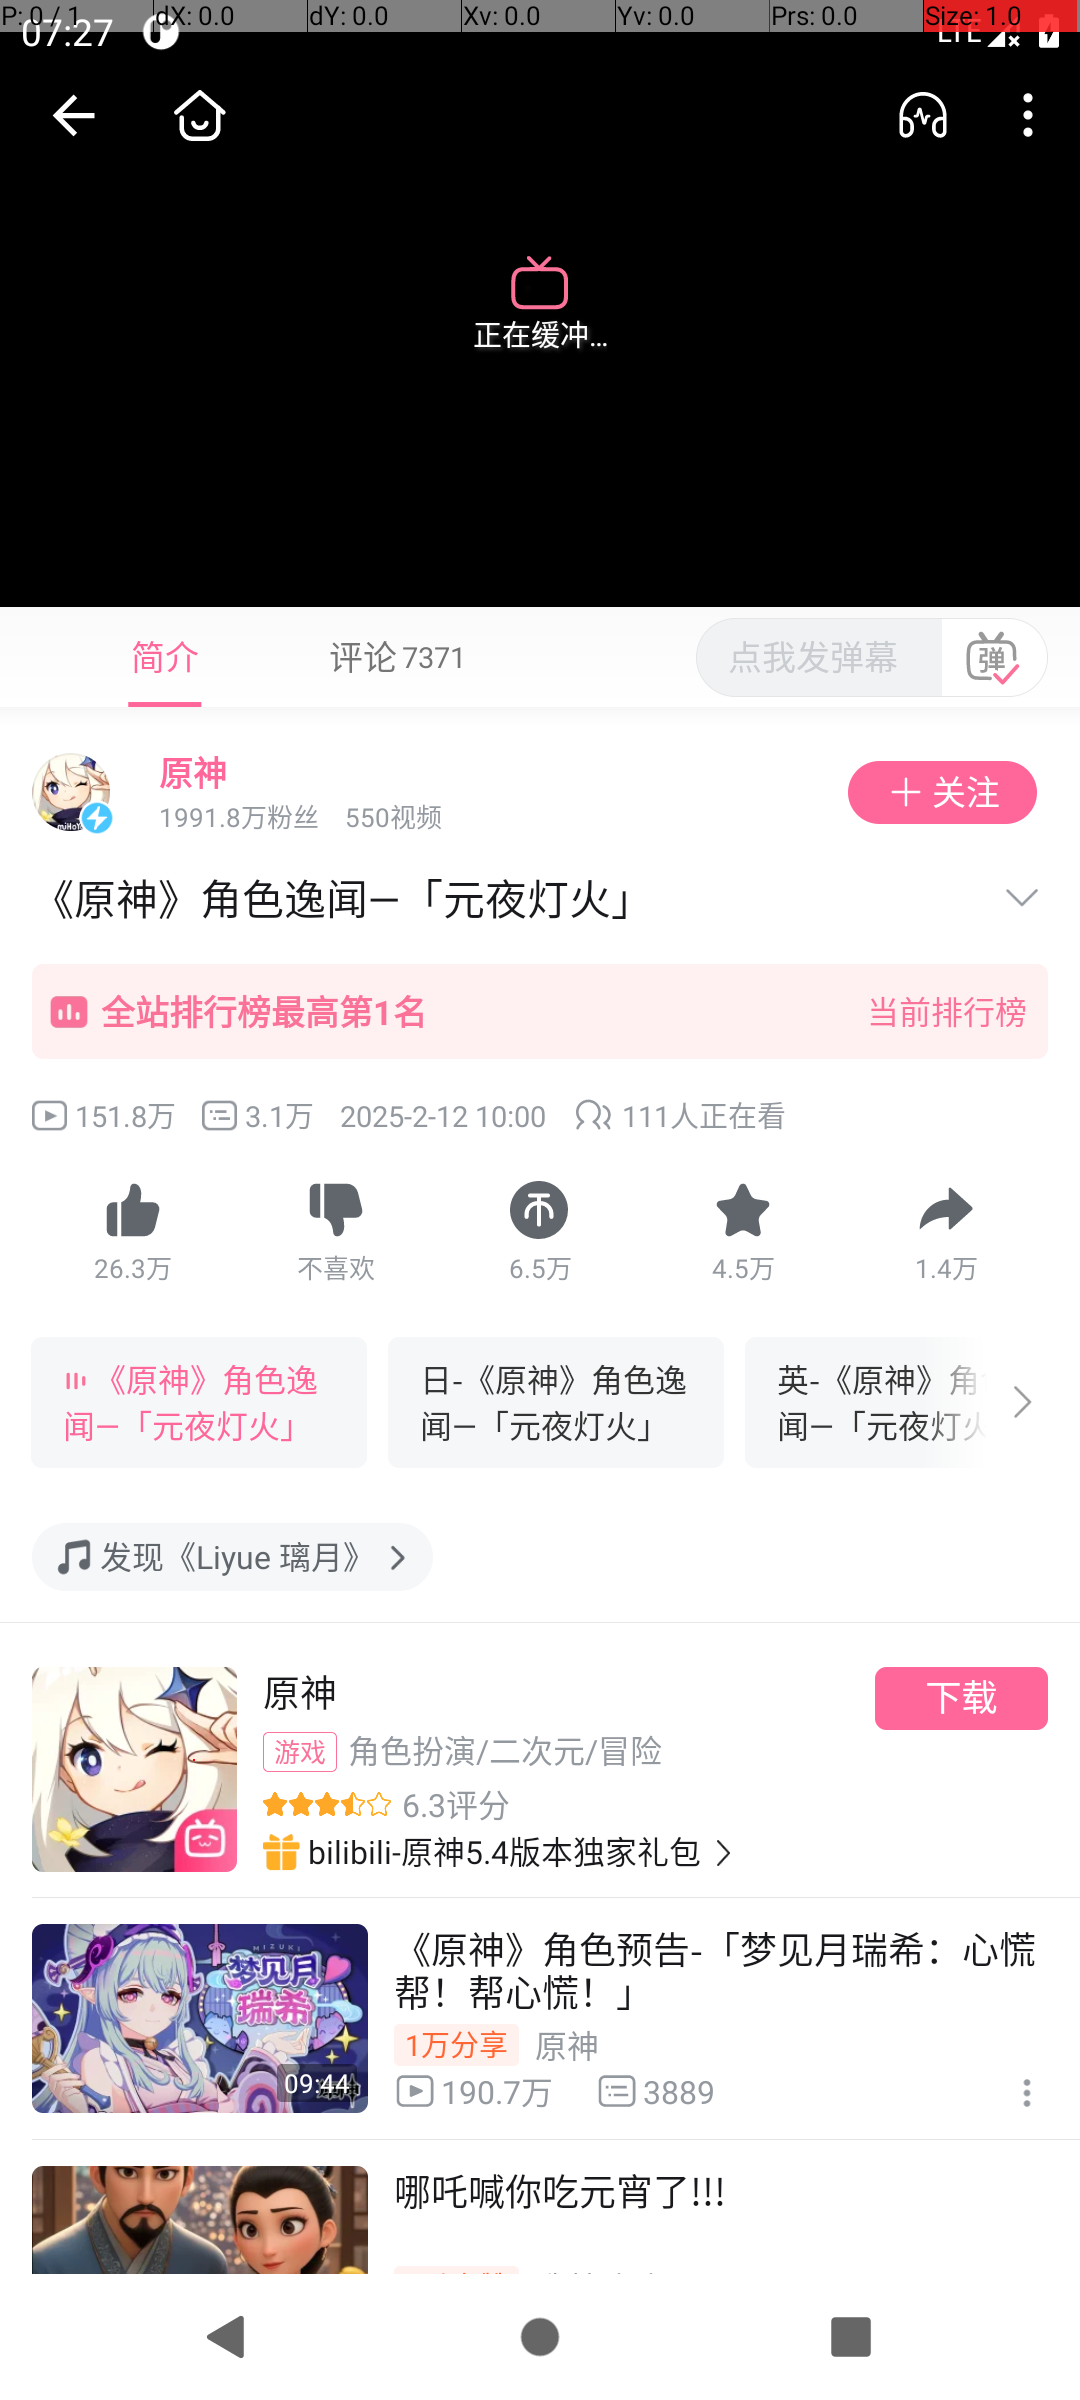 P: 0 / 1 dX: 0.0 dY: 0.0 Xv: 0.0 Yv: 0.0 Prs: 0.0 Size: 1.0
07:27 LTE
正在缓冲...
简介 评论 7371 点我发弹幕 弹
原神
1991.8万粉丝 550视频
+ 关注
《原神》角色逸闻—「元夜灯火」
全站排行榜最高第1名 当前排行榜
151.8万 3.1万 2025-2-12 10:00 111人正在看
26.3万 不喜欢 6.5万 4.5万 1.4万
《原神》角色逸
闻—「元夜灯火」
日-《原神》角色逸
闻—「元夜灯火」
英-《原神》角
闻—「元夜灯火
发现《Liyue 璃月》
原神 下载
游戏 角色扮演/二次元/冒险
6.3评分
bilibili-原神5.4版本独家礼包
MIZUKI
梦见月
瑞希
09:44
《原神》角色预告-「梦见月瑞希：心慌
帮！帮心慌！」
1万分享 原神
190.7万 3889
哪吒喊你吃元宵了!!!